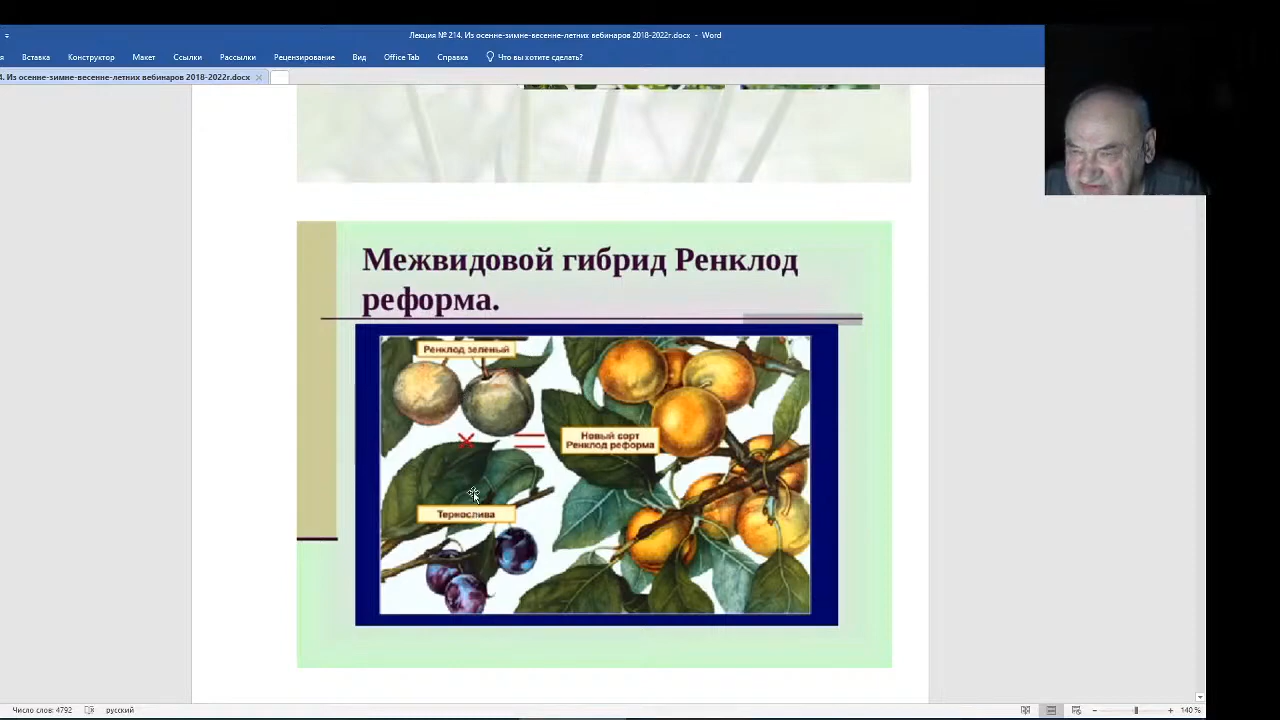 Лекция № 214. Из осенне-зимне-весенне-летних вебинаров 2018-2022г.docx - Word
Вставка Конструктор Макет Ссылки Рассылки Рецензирование Вид Office Tab Справка Что вы хотите сделать?
4. Из осенне-зимне-весенне-летних вебинаров 2018-2022г.docx
Межвидовой гибрид Ренклод
реформа.
Ренклод зеленый
Новый сорт
Ренклод реформа
Тернослива
Число слов: 4792 русский 140 %